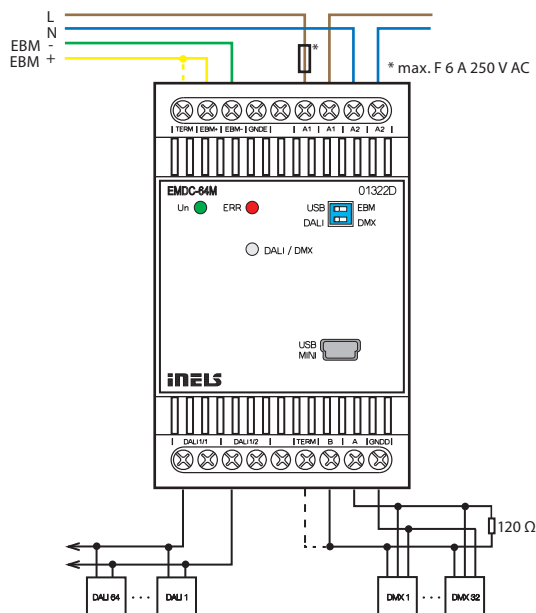 L
N
EBM -
EBM +
*
* max. F 6 A 250 V AC
TERM EBM+ EBM- GNDE A1 A1 A2 A2
EMDC-64M 01322D
Un ERR USB EBM
DALI DMX
DALI / DMX
USB
MINI
iNELS
DALI1/1 DALI1/2 TERM B A GNDD
120 Ω
DALI 64 ··· DALI 1 DMX 1 ··· DMX 32